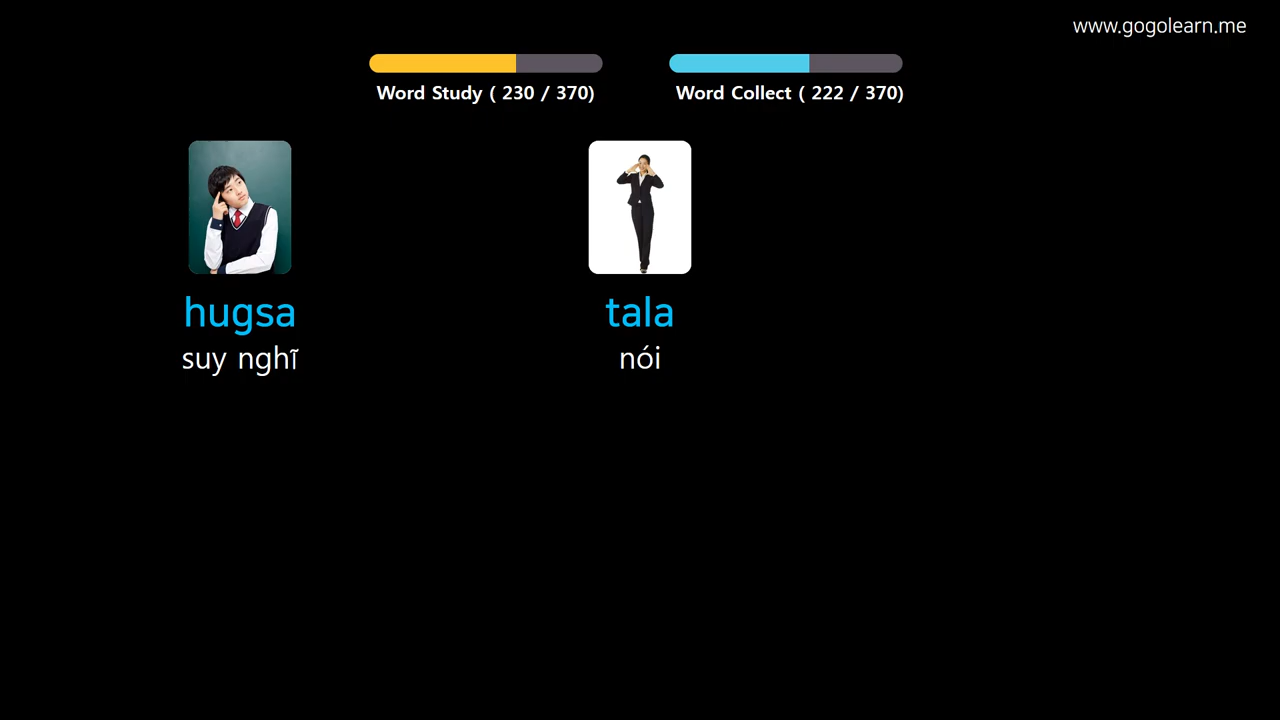 www.gogolearn.me
Word Study ( 230 / 370)
Word Collect ( 222 / 370)
hugsa
suy nghĩ
tala
nói